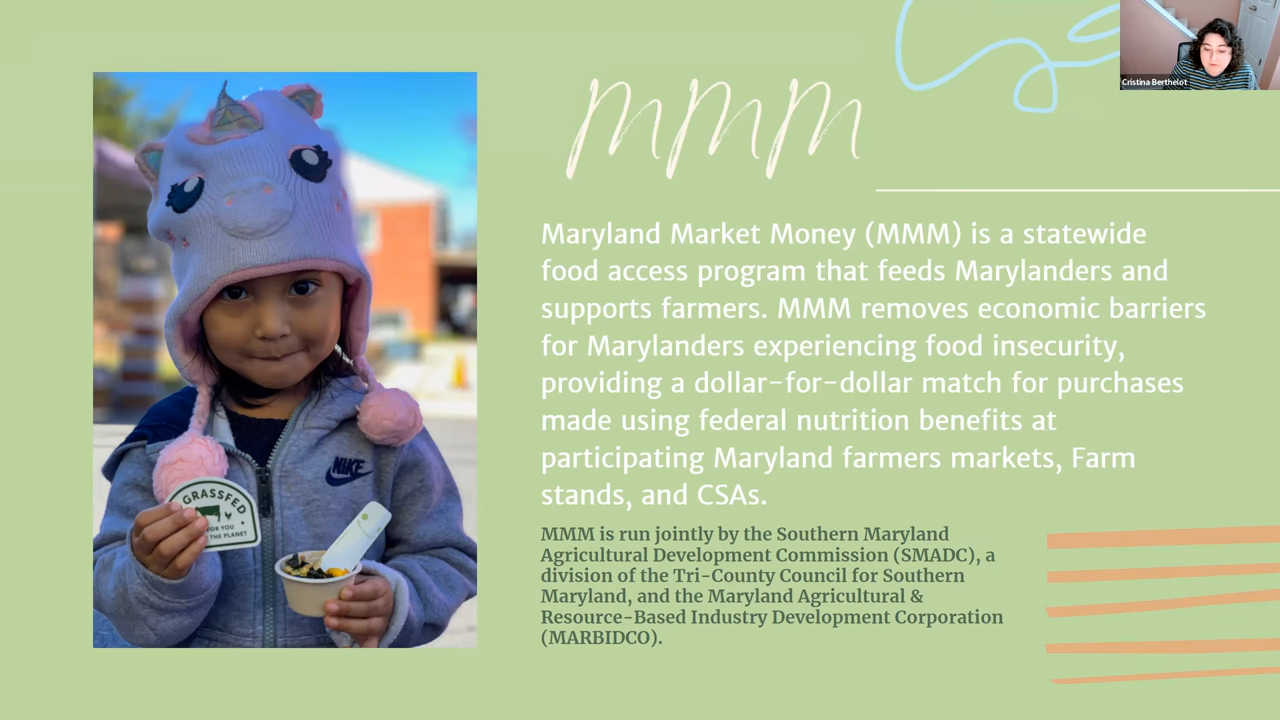 Cristina Berthelot
mmm
Maryland Market Money (MMM) is a statewide
food access program that feeds Marylanders and
supports farmers. MMM removes economic barriers
for Marylanders experiencing food insecurity,
providing a dollar-for-dollar match for purchases
made using federal nutrition benefits at
participating Maryland farmers markets, Farm
stands, and CSAs.
MMM is run jointly by the Southern Maryland
Agricultural Development Commission (SMADC), a
division of the Tri-County Council for Southern
Maryland, and the Maryland Agricultural &
Resource-Based Industry Development Corporation
(MARBIDCO).
NIKE
GRASSFED
FOR YOU
THE PLANET